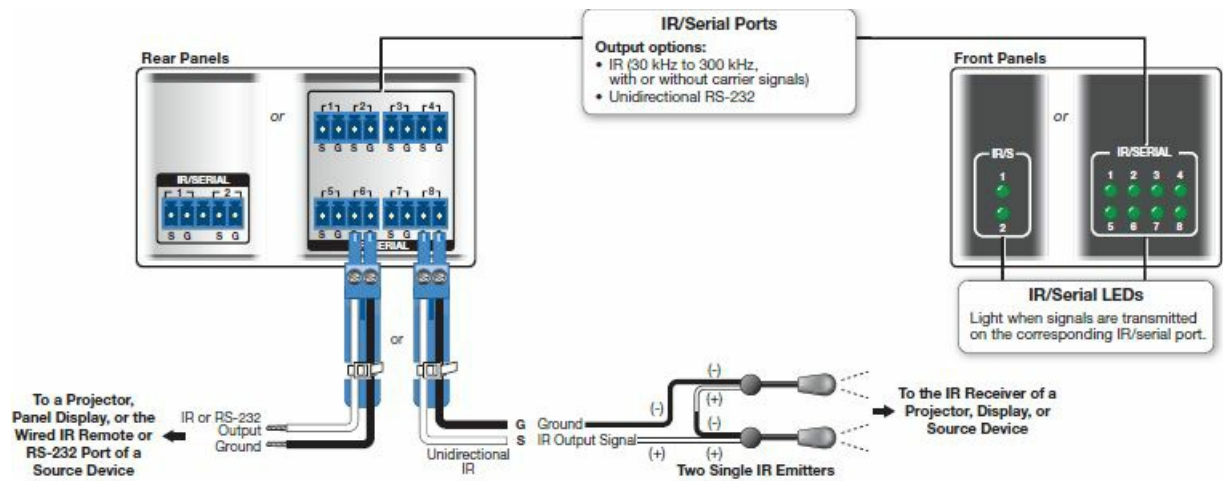 IR/Serial Ports
Output options:
• IR (30 kHz to 300 kHz,
with or without carrier signals)
• Unidirectional RS-232
Rear Panels
or
1 2 3 4
S G S G S G S G
IR/SERIAL
1 2
S G S G
5 6 7 8
S G S G
ERIAL
Front Panels
or
IR/S
1
2
IR/SERIAL
1 2 3 4
5 6 7 8
IR/Serial LEDs
Light when signals are transmitted
on the corresponding IR/serial port.
or
To a Projector,
Panel Display, or the
Wired IR Remote or
RS-232 Port of a
Source Device
IR or RS-232
Output
Ground
Unidirectional
IR
G Ground
S IR Output Signal
(-)
(-)
(+)
(-)
(+)
(+)
Two Single IR Emitters
To the IR Receiver of a
Projector, Display, or
Source Device